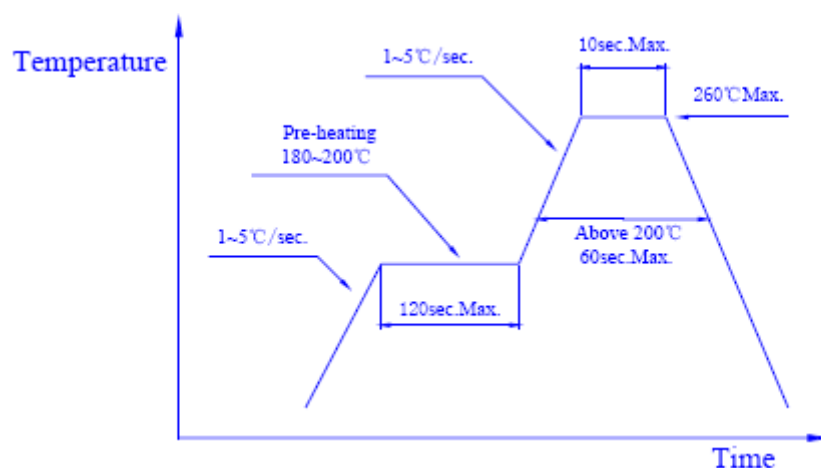 Temperature
10sec.Max.
1~5℃/sec.
260℃Max.
Pre-heating
180~200℃
1~5℃/sec.
Above 200℃
60sec.Max.
120sec.Max.
Time